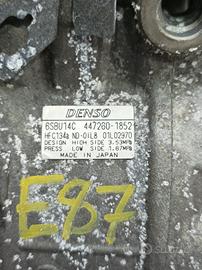 DENSO
6SBU14C 447260-1852
HFC134a ND-OIL8 01L02970
DESIGN HIGH SIDE 3.53MPa
PRESS. LOW SIDE 1.67MPa
MADE IN JAPAN
E87